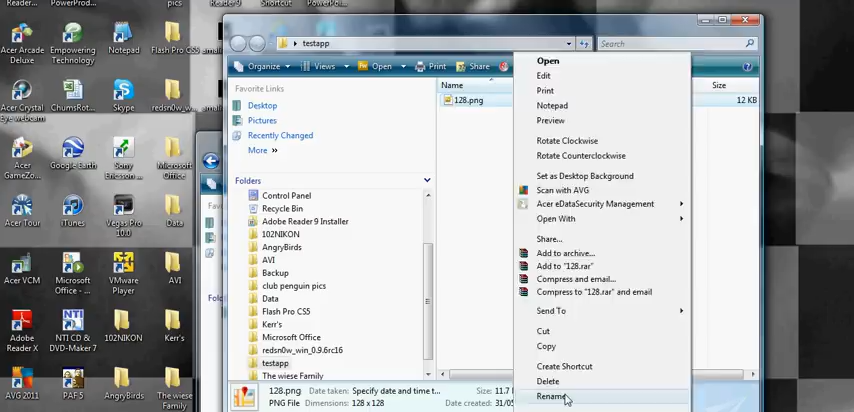 Reader...
PowerProd...
pics
Reader9
Shortcut
PowerPo...
Acer Arcade
Deluxe
Empowering
Technology
Notepad
Flash Pro CS5
Acer Crystal
Eye webcam
ChumsRot...
Skype
redsn0w_w...
Acer
GameZo...
Google Earth
Sony
Ericsson ...
Microsoft
Office
Acer Tour
iTunes
Vegas Pro
10.0
Data
Acer VCM
Microsoft
Office - ...
VMware
Player
AVI
Adobe
Reader X
NTI CD &
DVD-Maker 7
102NIKON
Kerr's
AVG 2011
PAF 5
AngryBirds
The wiese
Family
testapp
Search
Organize
Views
Open
Print
Share
Favorite Links
Desktop
Pictures
Recently Changed
More »
Folders
Control Panel
Recycle Bin
Adobe Reader 9 Installer
102NIKON
AngryBirds
AVI
Backup
club penguin pics
Data
Flash Pro CS5
Kerr's
Microsoft Office
redsn0w_win_0.9.6rc16
testapp
The wiese Family
Name
Size
128.png
12 KB
Open
Edit
Print
Notepad
Preview
Rotate Clockwise
Rotate Counterclockwise
Set as Desktop Background
Scan with AVG
Acer eDataSecurity Management
Open With
Share...
Add to archive...
Add to "128.rar"
Compress and email...
Compress to "128.rar" and email
Send To
Cut
Copy
Create Shortcut
Delete
Rename
128.png
Date taken: Specify date and time t...
Size: 11.7
PNG File
Dimensions: 128 x 128
Date created: 31/05